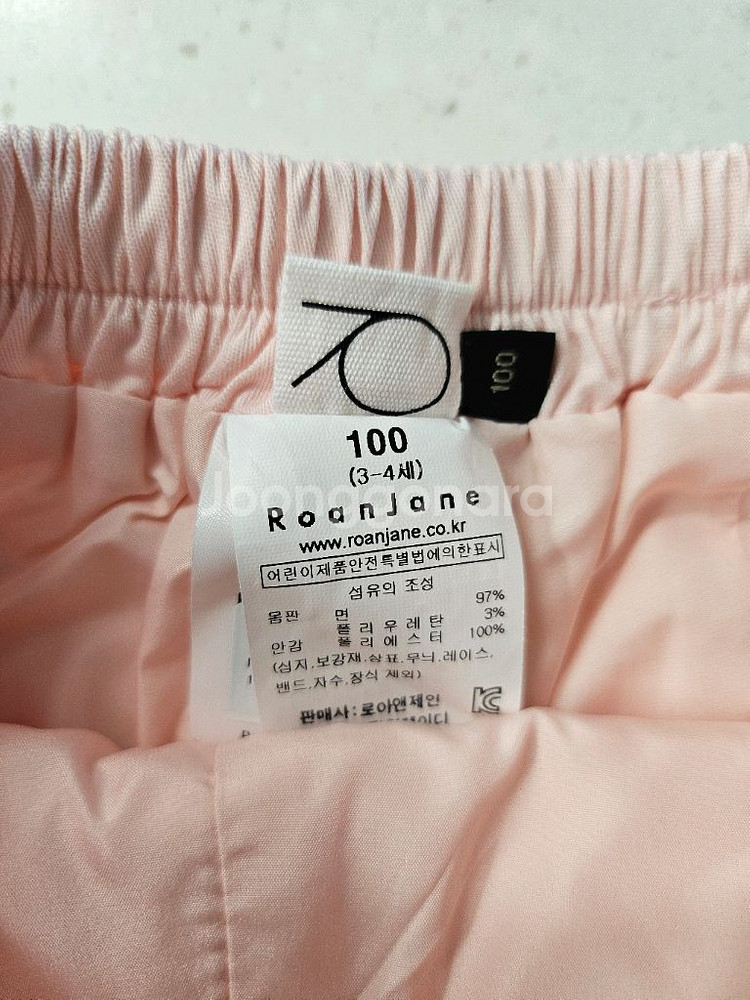 100
100
(3-4세)
Joonggonara
RoanJane
www.roanjane.co.kr
어린이제품안전특별법에의한표시
섬유의 조성
몸판 면 97%
폴리우레탄 3%
안감 폴리에스터 100%
(심지.보강재.상표.무늬.레이스.
밴드.자수.장식 제외)
판매사:로아앤제인